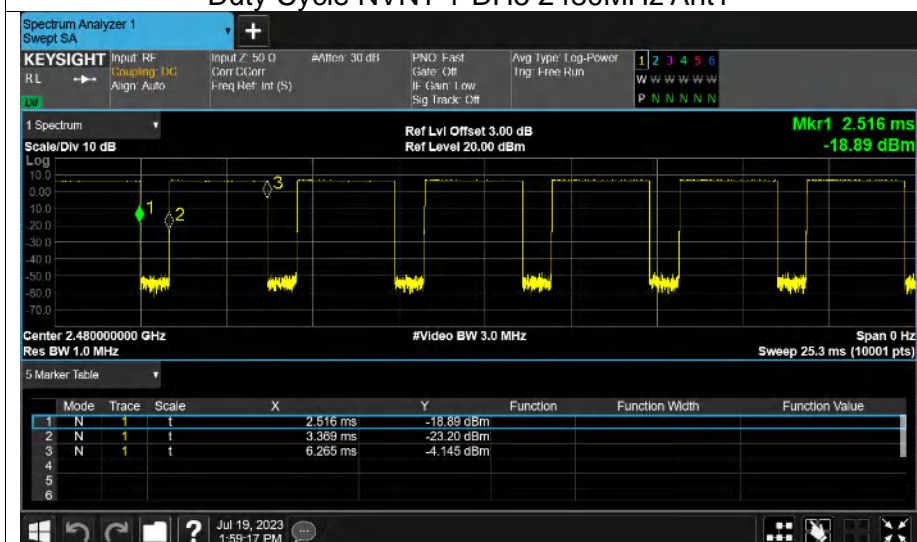 Duty Cycle NVNT 1-DH5 2480MHz Ant1
Spectrum Analyzer 1
Swept SA
+
KEYSIGHT Input: RF Input Z: 50 Ω #Atten: 30 dB PNO: Fast Avg Type: Log-Power 1 2 3 4 5 6
RL Coupling: DC Corr CCorr Gate: Off Trig: Free Run W W W W W W
Align: Auto Freq Ref: Int (S) IF Gain: Low
Sig Track: Off P N N N N N
1 Spectrum Ref Lvl Offset 3.00 dB Mkr1 2.516 ms
Scale/Div 10 dB Ref Level 20.00 dBm -18.89 dBm
Log
10.0
0.00
10.0
-20.0
-30.0
-40.0
-50.0
-60.0
-70.0
1
2
3
Center 2.480000000 GHz #Video BW 3.0 MHz Span 0 Hz
Res BW 1.0 MHz Sweep 25.3 ms (10001 pts)
5 Marker Table
Mode Trace Scale X Y Function Function Width Function Value
1 N 1 t 2.516 ms -18.89 dBm
2 N 1 t 3.369 ms -23.20 dBm
3 N 1 t 6.265 ms -4.145 dBm
4
5
6
? Jul 19, 2023
1:59:17 PM